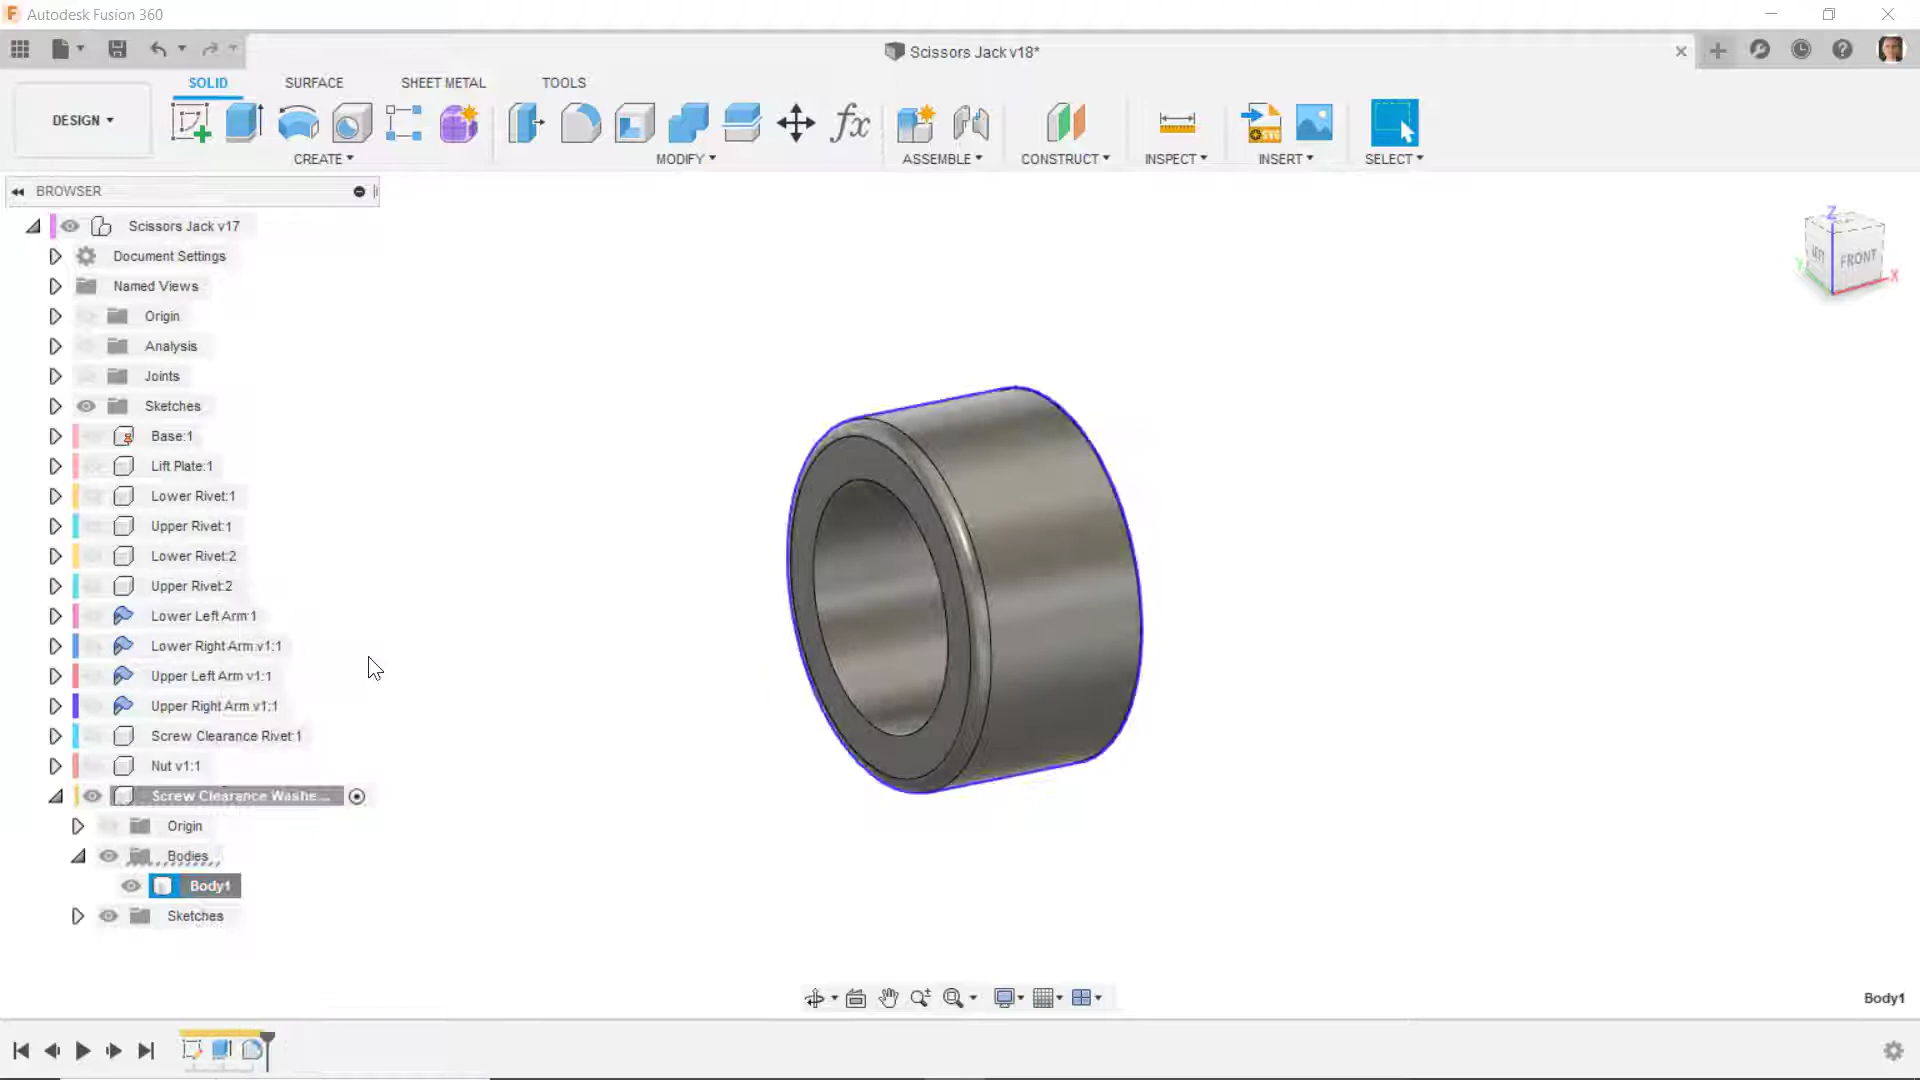 Autodesk Fusion 360
Scissors Jack v18*
SOLID SURFACE SHEET METAL TOOLS
DESIGN
fx
SVG
CREATE MODIFY ASSEMBLE CONSTRUCT INSPECT INSERT SELECT
BROWSER
Scissors Jack v17
Document Settings
Named Views
Origin
Analysis
Joints
Sketches
Base:1
Lift Plate:1
Lower Rivet:1
Upper Rivet:1
Lower Rivet:2
Upper Rivet:2
Lower Left Arm:1
Lower Right Arm v1:1
Upper Left Arm v1:1
Upper Right Arm v1:1
Screw Clearance Rivet:1
Nut v1:1
Screw Clearance Washe...
Origin
Bodies
Body1
Sketches
Z
LEFT FRONT
Y X
Body1